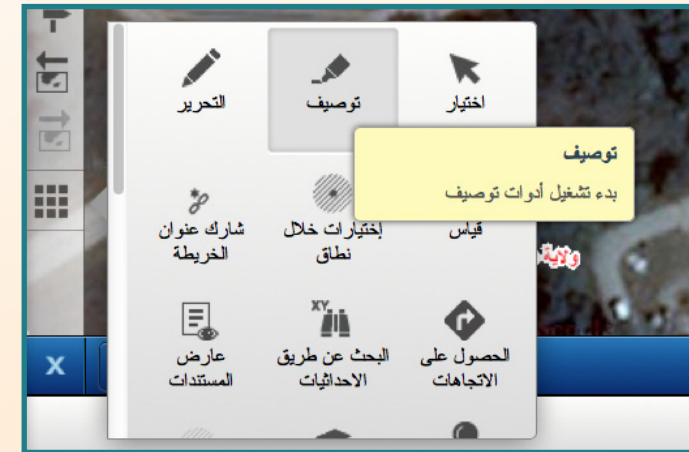 اختيار
توصيف
التحرير
توصيف
بدء تشغيل أدوات توصيف
قياس
إختيارات خلال
نطاق
شارك عنوان
الخريطة
ولاية
XY
الحصول على
الاتجاهات
البحث عن طريق
الاحداثيات
عارض
المستندات
X